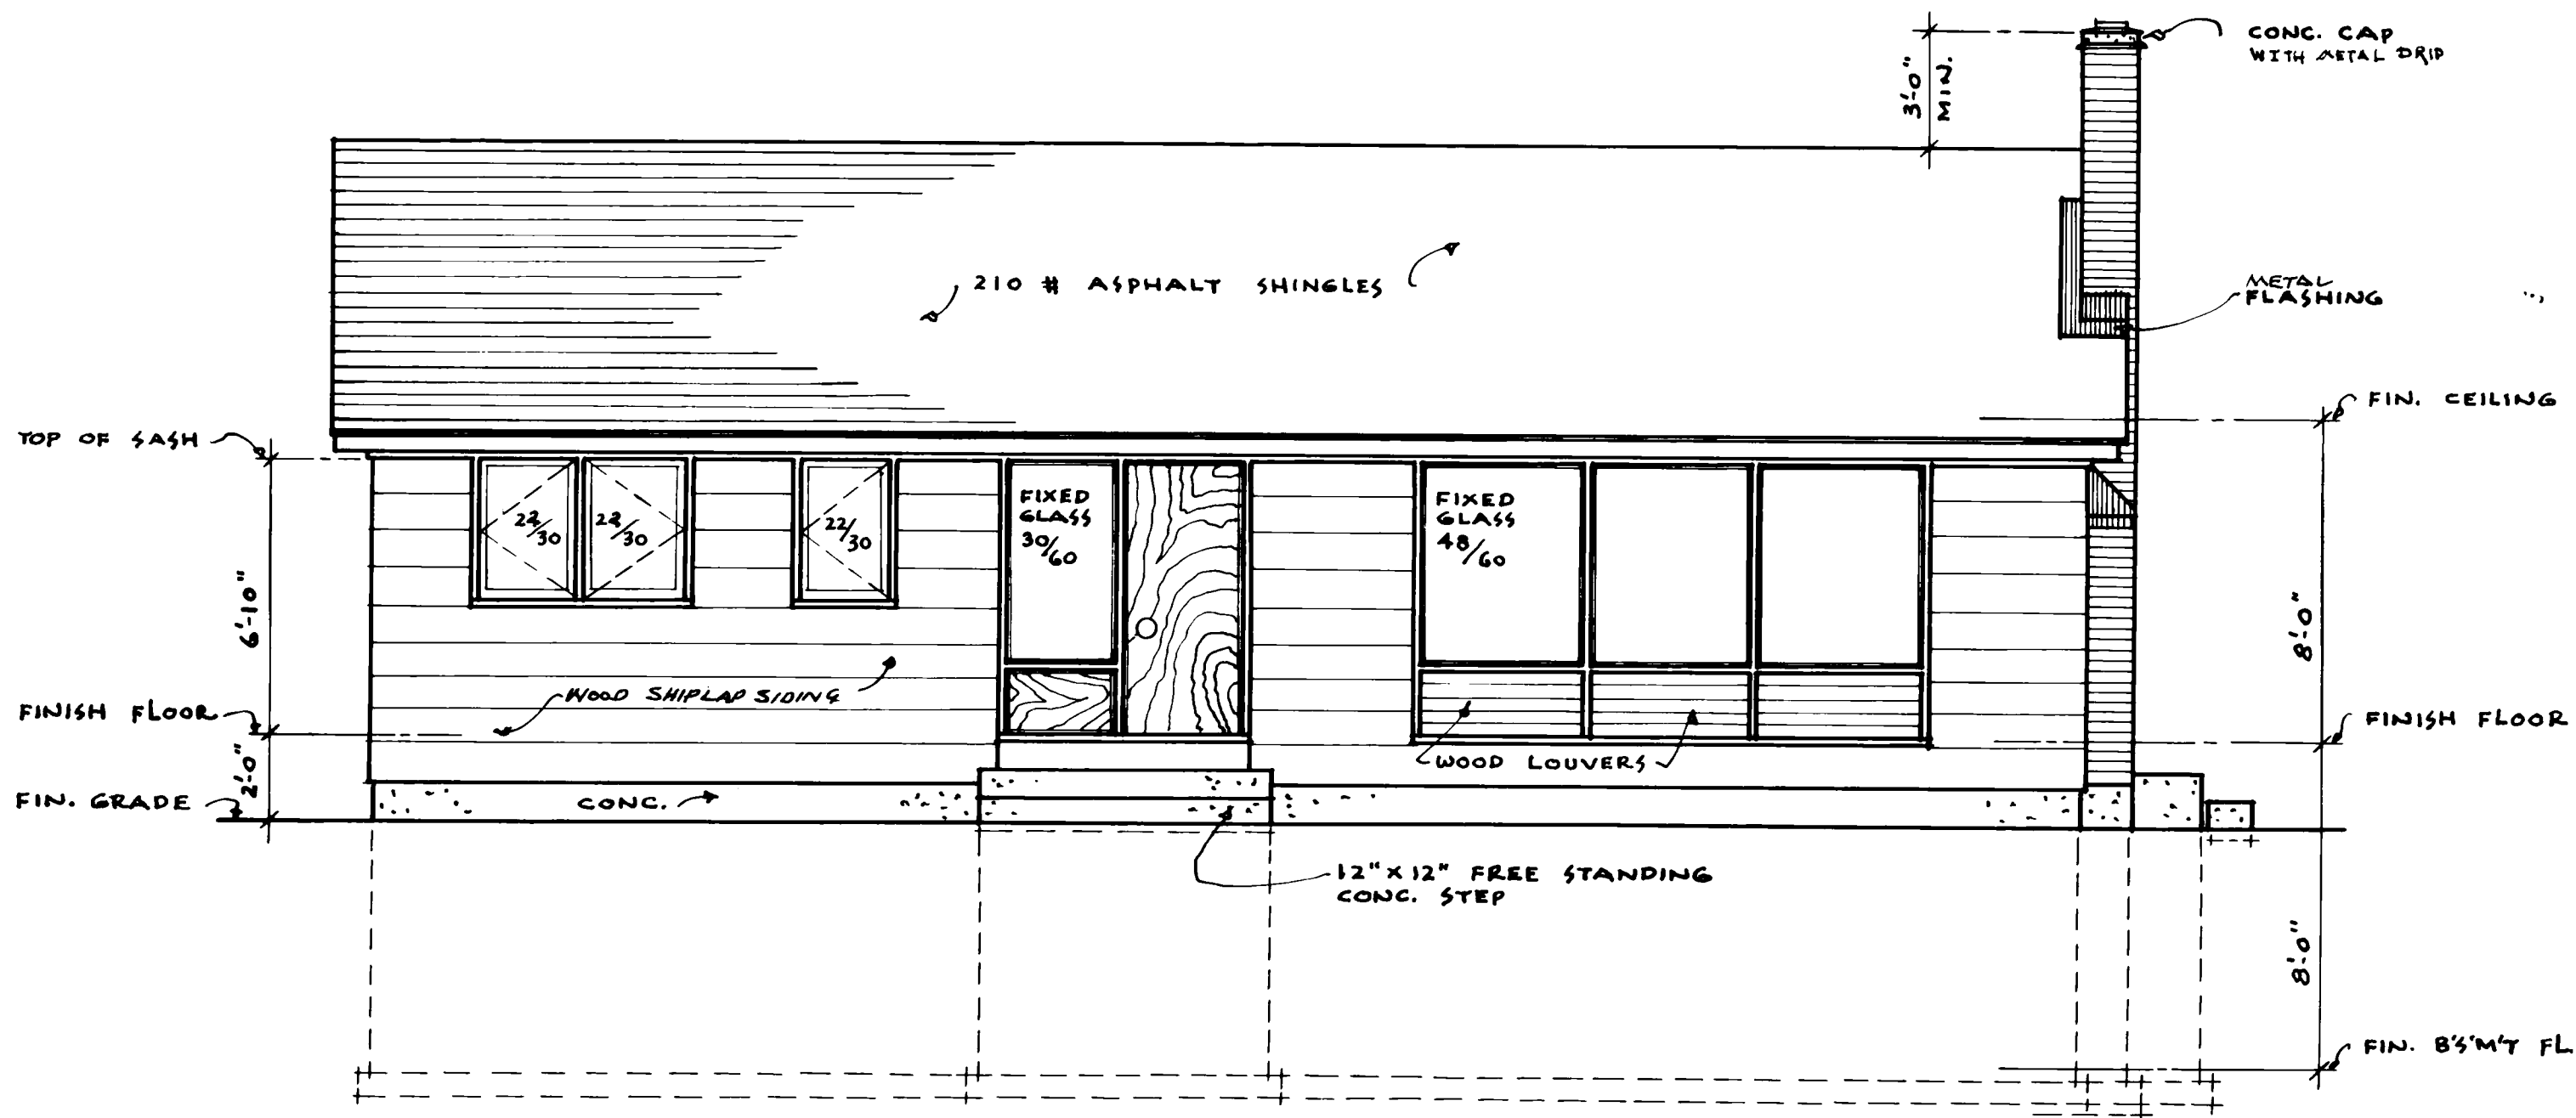 CONC. CAP
WITH METAL DRIP
3'-0"
MIN.
210 # ASPHALT SHINGLES
METAL
FLASHING
FIN. CEILING
TOP OF SASH
FIXED
GLASS
30/60
FIXED
GLASS
48/60
22/30
22/30
22/30
6'-10"
8'-0"
WOOD SHIPLAP SIDING
FINISH FLOOR
FINISH FLOOR
WOOD LOUVERS
2'-0"
FIN. GRADE
CONC.
12" X 12" FREE STANDING
CONC. STEP
8'-0"
FIN. B'S'M'T FL